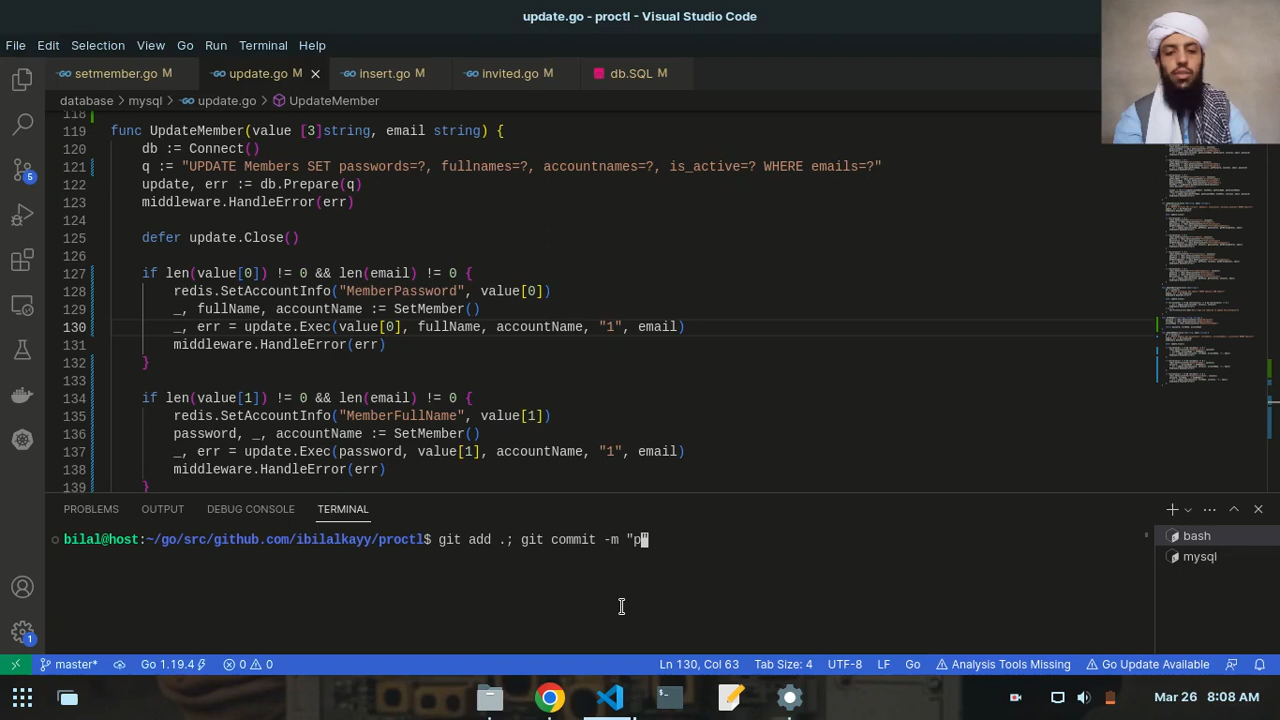 update.go - proctl - Visual Studio Code
File Edit Selection View Go Run Terminal Help
setmember.go M update.go M insert.go M invited.go M db.SQL M
database > mysql > update.go > UpdateMember
118
119 func UpdateMember(value [3]string, email string) {
120 db := Connect()
121 q := "UPDATE Members SET passwords=?, fullnames=?, accountnames=?, is_active=? WHERE emails=?"
122 update, err := db.Prepare(q)
123 middleware.HandleError(err)
124
125 defer update.Close()
126
127 if len(value[0]) != 0 && len(email) != 0 {
128 redis.SetAccountInfo("MemberPassword", value[0])
129 _, fullName, accountName := SetMember()
130 _, err = update.Exec(value[0], fullName, accountName, "1", email)
131 middleware.HandleError(err)
132 }
133
134 if len(value[1]) != 0 && len(email) != 0 {
135 redis.SetAccountInfo("MemberFullName", value[1])
136 password, _, accountName := SetMember()
137 _, err = update.Exec(password, value[1], accountName, "1", email)
138 middleware.HandleError(err)
139 }
PROBLEMS OUTPUT DEBUG CONSOLE TERMINAL
bilal@host:~/go/src/github.com/ibilalkayy/proctl$ git add .; git commit -m "p"
bash
mysql
5
1
master* Go 1.19.4 0 0 Ln 130, Col 63 Tab Size: 4 UTF-8 LF Go Analysis Tools Missing Go Update Available
Mar 26 8:08 AM